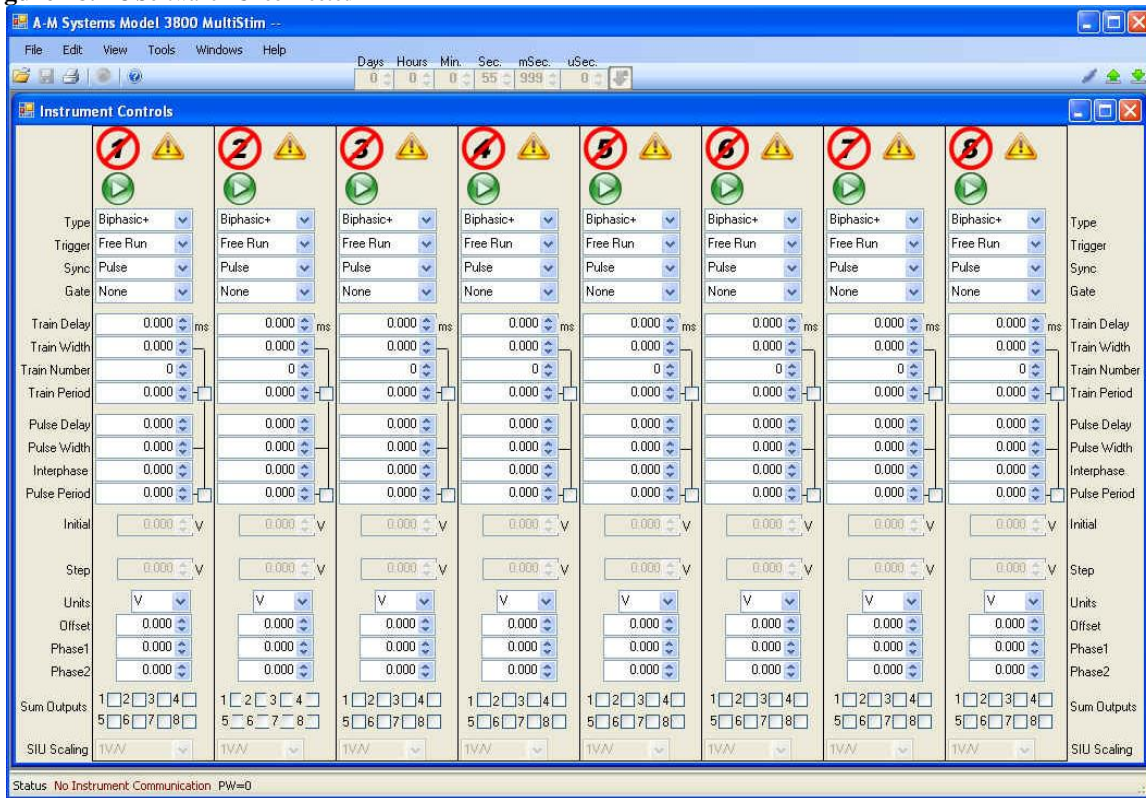 A-M Systems Model 3800 MultiStim --
File Edit View Tools Windows Help
Days Hours Min. Sec. mSec. uSec.
0 0 0 55 999 0
Instrument Controls
1 2 3 4 5 6 7 8
Type Biphasic+ Biphasic+ Biphasic+ Biphasic+ Biphasic+ Biphasic+ Biphasic+ Biphasic+ Type
Trigger Free Run Free Run Free Run Free Run Free Run Free Run Free Run Free Run Trigger
Sync Pulse Pulse Pulse Pulse Pulse Pulse Pulse Pulse Sync
Gate None None None None None None None None Gate
Train Delay 0.000 ms 0.000 ms 0.000 ms 0.000 ms 0.000 ms 0.000 ms 0.000 ms 0.000 ms Train Delay
Train Width 0.000 0.000 0.000 0.000 0.000 0.000 0.000 0.000 Train Width
Train Number 0 0 0 0 0 0 0 0 Train Number
Train Period 0.000 0.000 0.000 0.000 0.000 0.000 0.000 0.000 Train Period
Pulse Delay 0.000 0.000 0.000 0.000 0.000 0.000 0.000 0.000 Pulse Delay
Pulse Width 0.000 0.000 0.000 0.000 0.000 0.000 0.000 0.000 Pulse Width
Interphase 0.000 0.000 0.000 0.000 0.000 0.000 0.000 0.000 Interphase
Pulse Period 0.000 0.000 0.000 0.000 0.000 0.000 0.000 0.000 Pulse Period
Initial 0.000 V 0.000 V 0.000 V 0.000 V 0.000 V 0.000 V 0.000 V 0.000 V Initial
Step 0.000 V 0.000 V 0.000 V 0.000 V 0.000 V 0.000 V 0.000 V 0.000 V Step
Units V V V V V V V V Units
Offset 0.000 0.000 0.000 0.000 0.000 0.000 0.000 0.000 Offset
Phase1 0.000 0.000 0.000 0.000 0.000 0.000 0.000 0.000 Phase1
Phase2 0.000 0.000 0.000 0.000 0.000 0.000 0.000 0.000 Phase2
1 2 3 4 1 2 3 4 1 2 3 4 1 2 3 4 1 2 3 4 1 2 3 4 1 2 3 4 1 2 3 4
Sum Outputs Sum Outputs
5 6 7 8 5 6 7 8 5 6 7 8 5 6 7 8 5 6 7 8 5 6 7 8 5 6 7 8 5 6 7 8
SIU Scaling 1V/V 1V/V 1V/V 1V/V 1V/V 1V/V 1V/V 1V/V SIU Scaling
Status No Instrument Communication PW=0